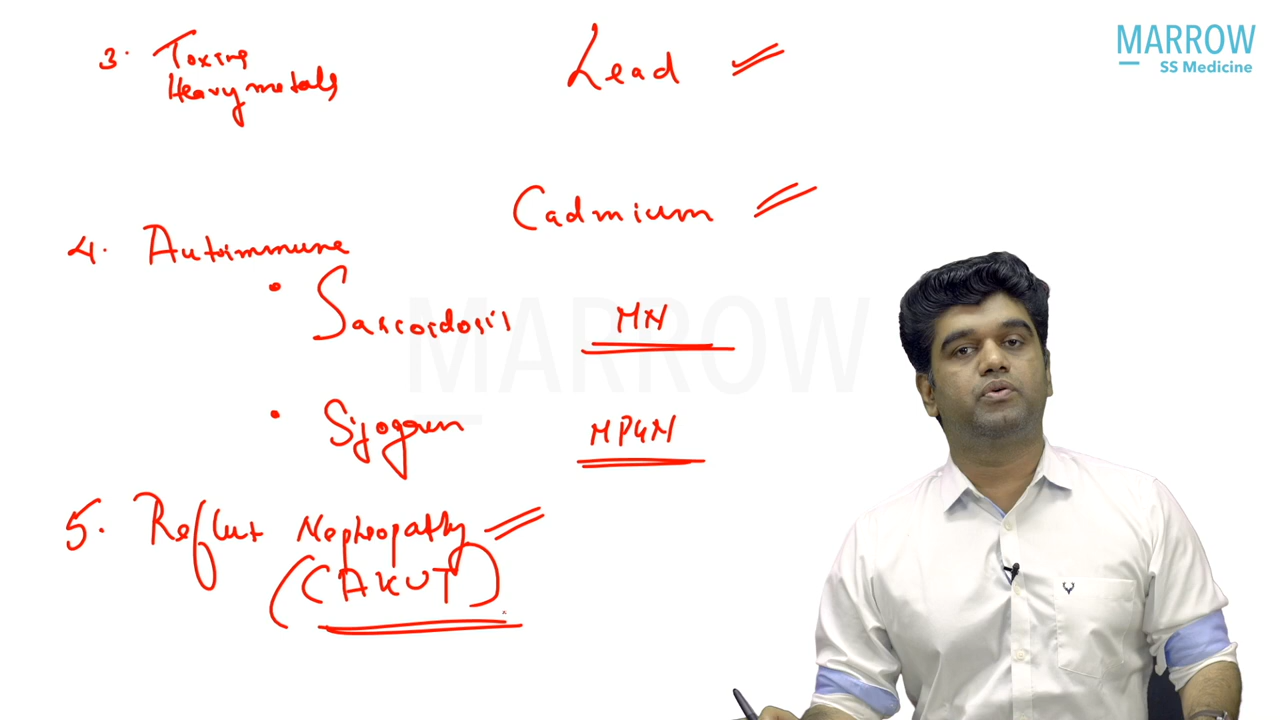 MARROW
SS Medicine
3. Toxins
Heavy metals
Lead
Cadmium
4. Autoimmune
• Sarcoidosis MN
• Sjogren MPGN
5. Reflux Nephropathy
(CAKUT)
MARROW